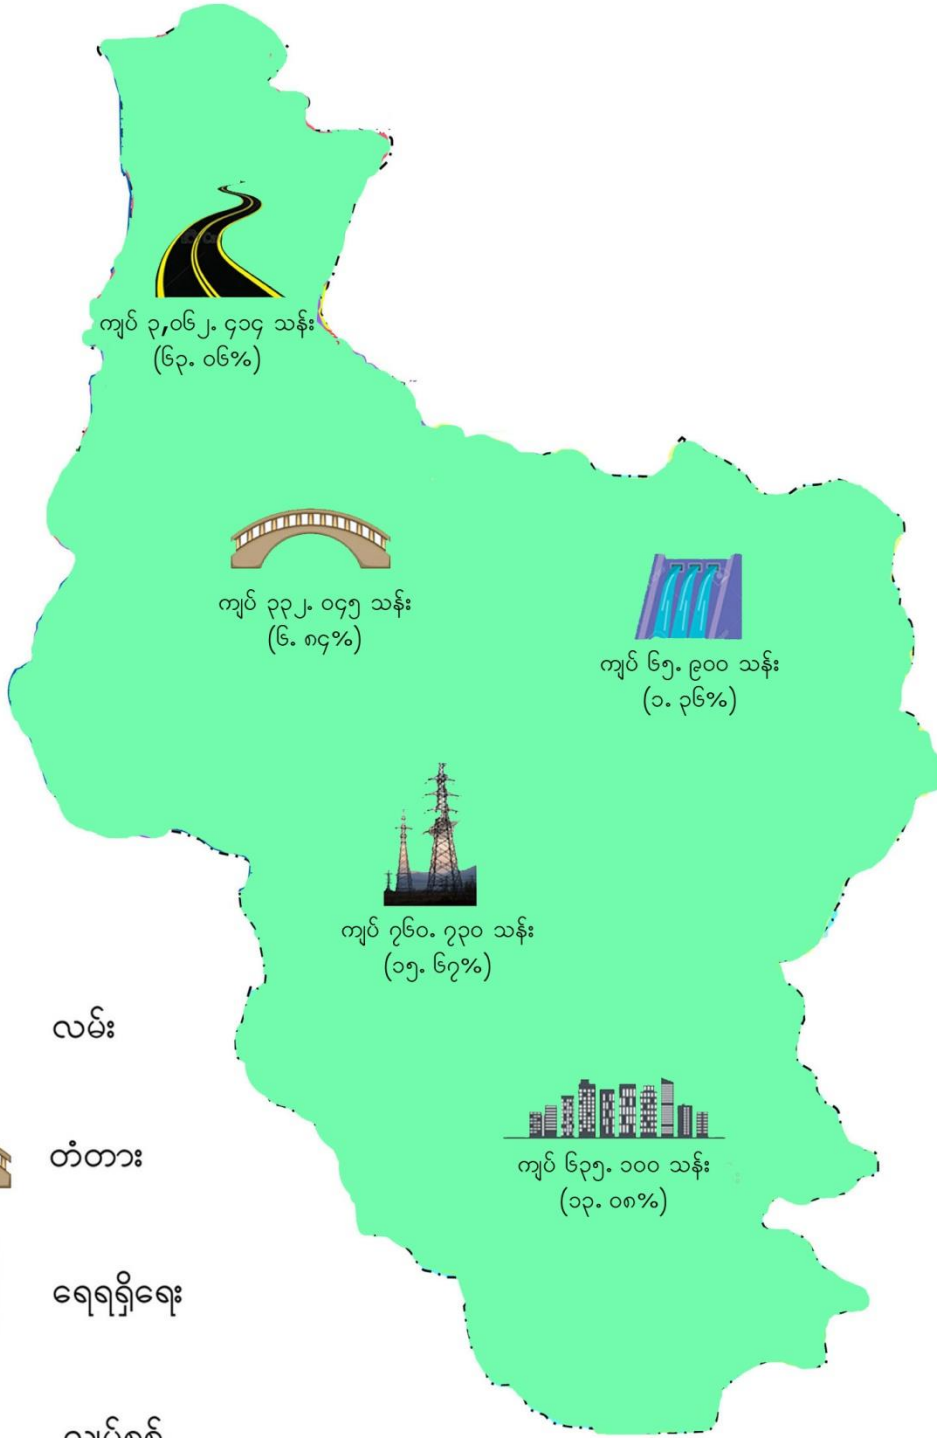 ကျပ် ၃,၀၆၂. ၄၁၄ သန်း
(၆၃. ၀၆%)
ကျပ် ၃၃၂. ၀၄၅ သန်း
(၆. ၈၄%)
ကျပ် ၆၅. ၉၀၀ သန်း
(၁. ၃၆%)
ကျပ် ၇၆၀. ၇၃၀ သန်း
(၁၅. ၆၇%)
လမ်း
ကျပ် ၆၃၅. ၁၀၀ သန်း
(၁၃. ၀၈%)
တံတား
ရေရရှိရေး